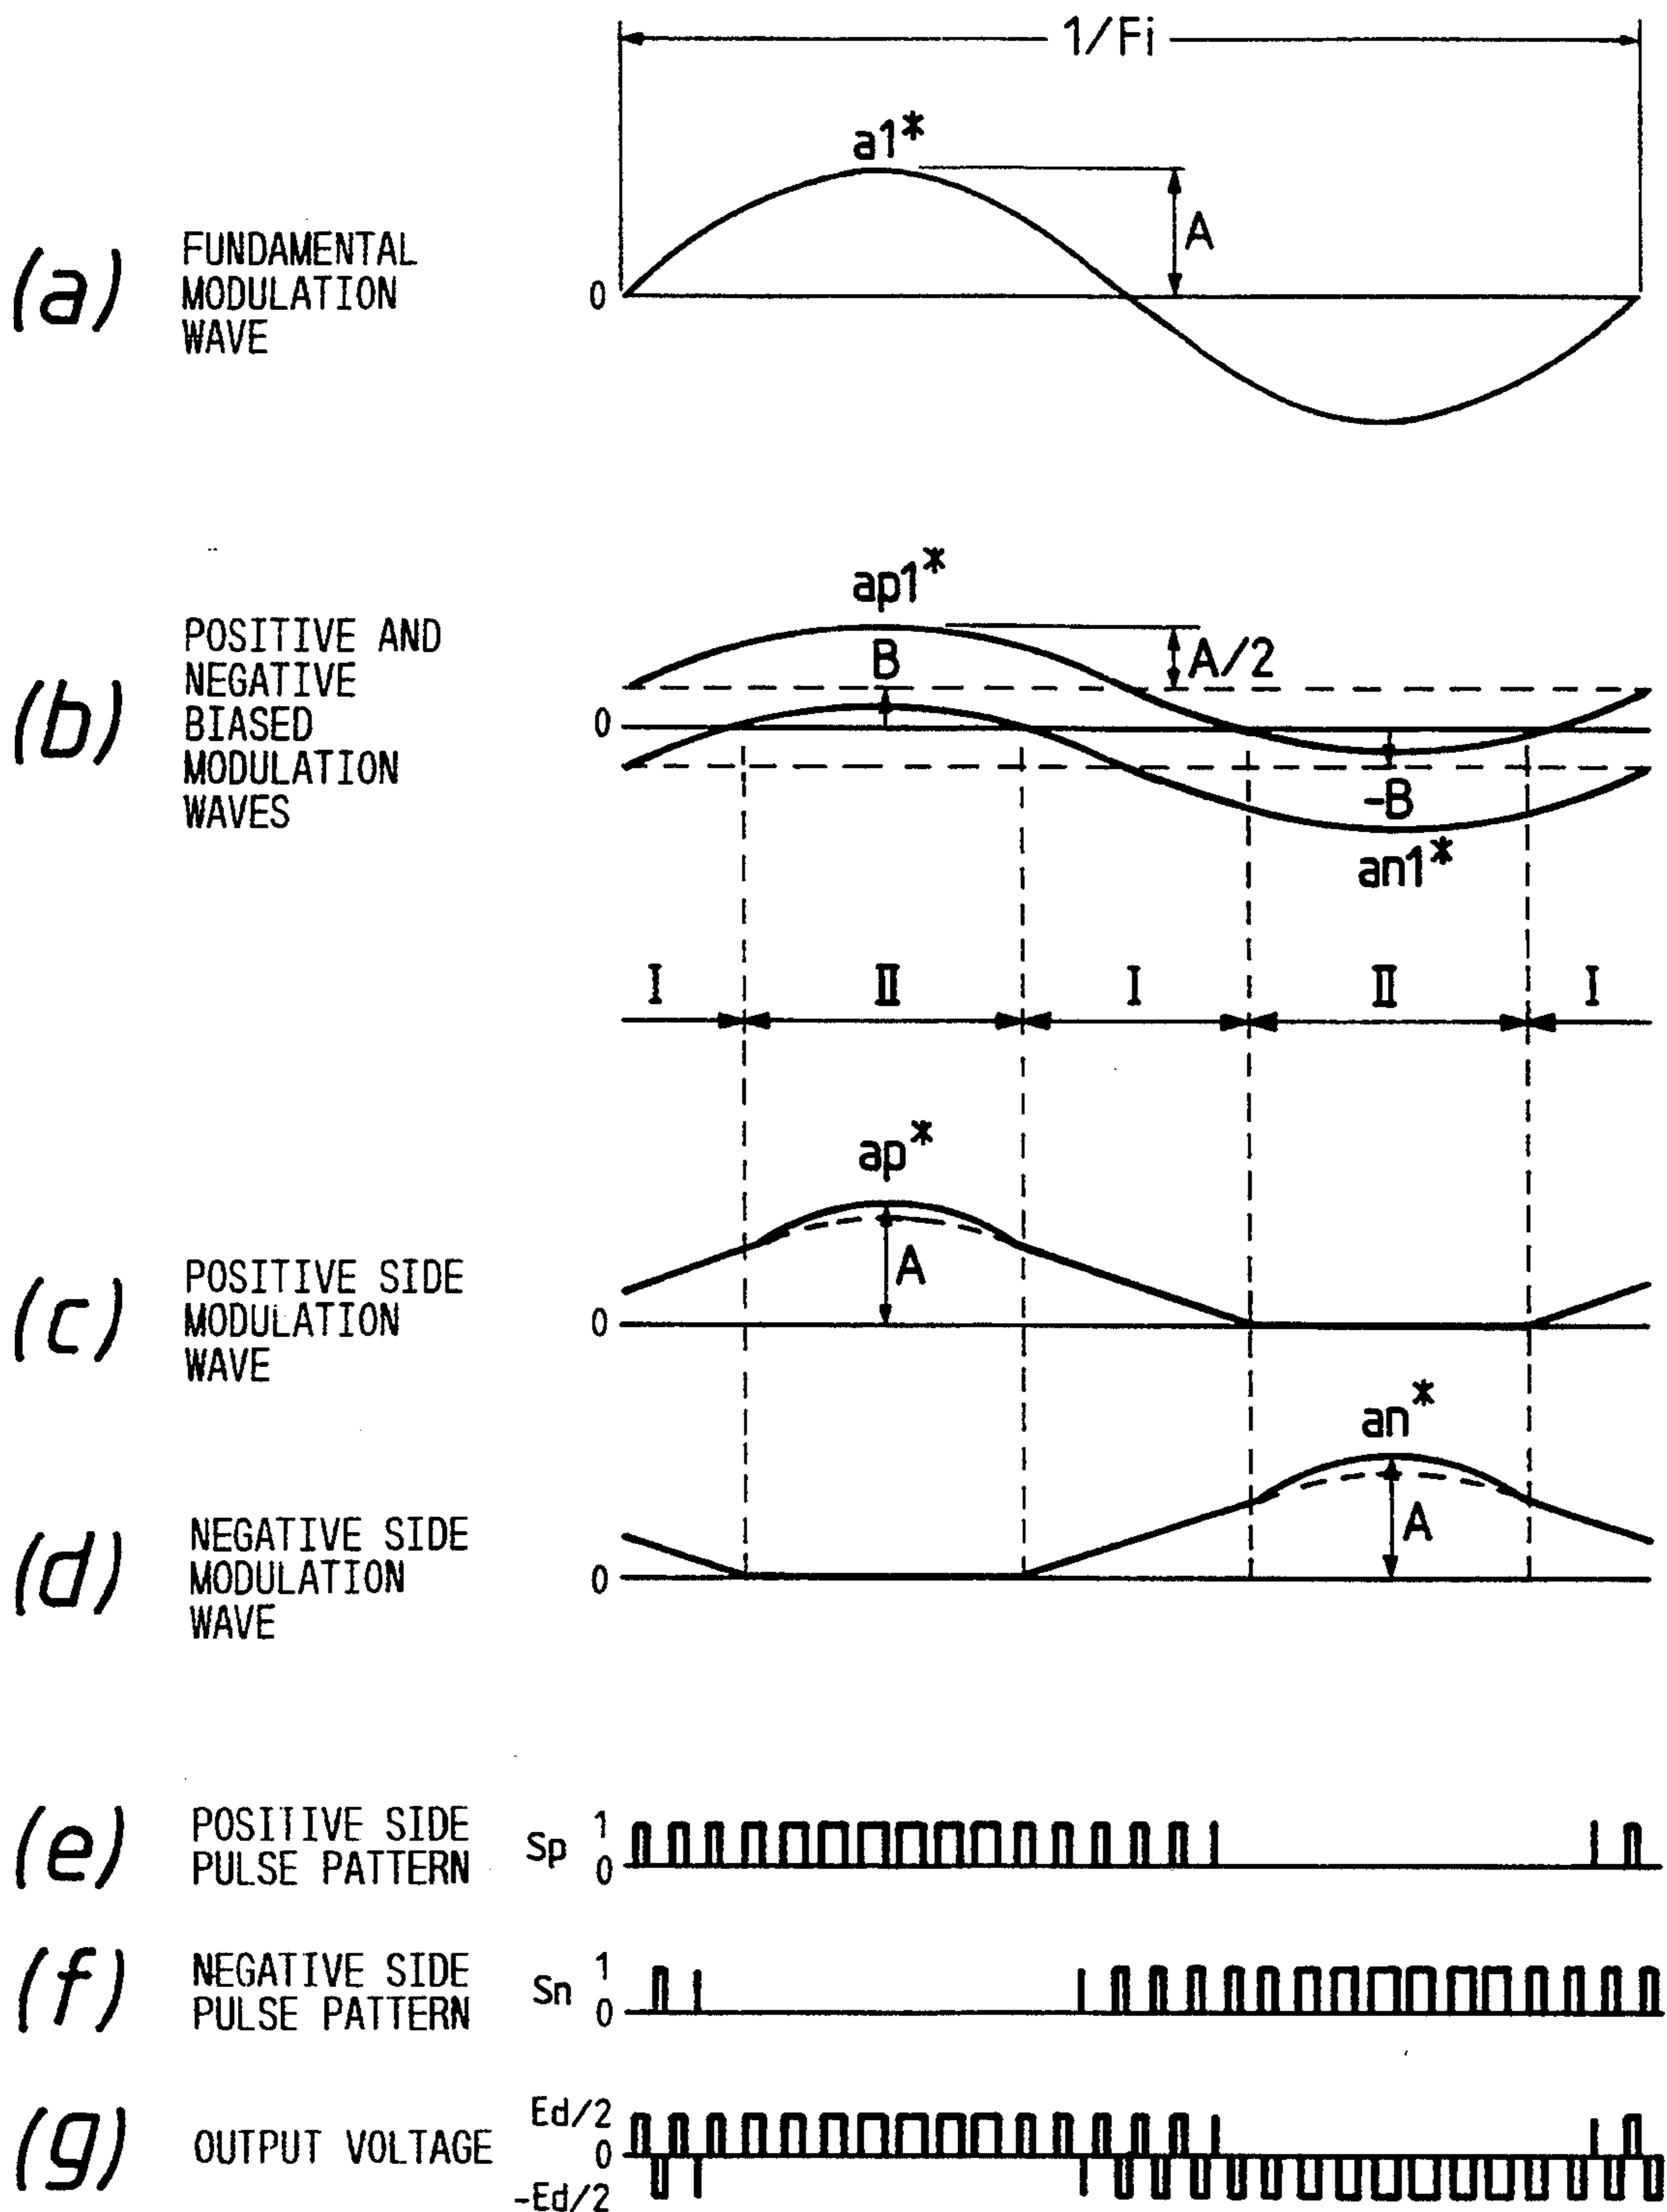 1/Fi
a1*
A
(a)
FUNDAMENTAL
MODULATION
WAVE
0
ap1*
B
A/2
(b)
POSITIVE AND
NEGATIVE
BIASED
MODULATION
WAVES
0
-B
an1*
I II I II I
ap*
A
(c)
POSITIVE SIDE
MODULATION
WAVE
0
an*
A
(d)
NEGATIVE SIDE
MODULATION
WAVE
0
(e)
POSITIVE SIDE
PULSE PATTERN
Sp
1
0
(f)
NEGATIVE SIDE
PULSE PATTERN
Sn
1
0
(g)
OUTPUT VOLTAGE
Ed/2
0
-Ed/2